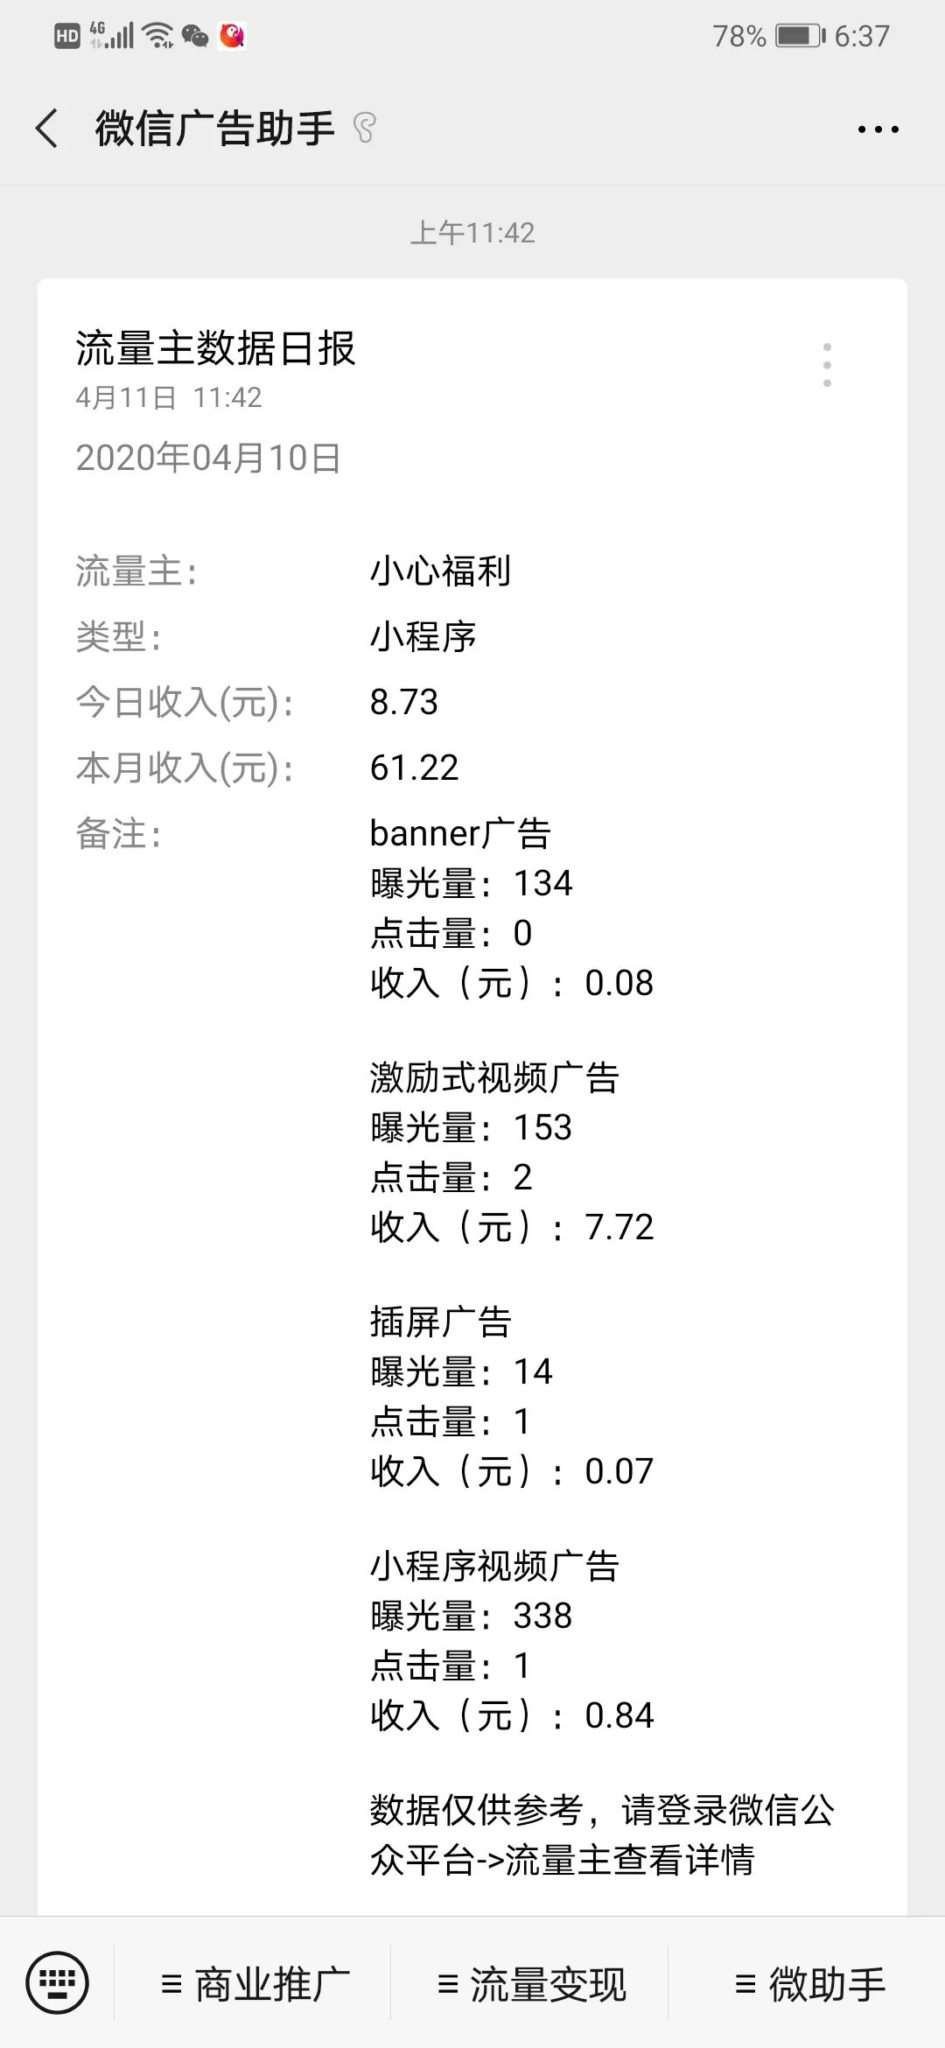 HD 4G 78% 6:37
微信广告助手
上午11:42
流量主数据日报
4月11日 11:42
2020年04月10日
流量主: 小心福利
类型: 小程序
今日收入(元): 8.73
本月收入(元): 61.22
备注: banner广告
曝光量：134
点击量：0
收入（元）：0.08
激励式视频广告
曝光量：153
点击量：2
收入（元）：7.72
插屏广告
曝光量：14
点击量：1
收入（元）：0.07
小程序视频广告
曝光量：338
点击量：1
收入（元）：0.84
数据仅供参考，请登录微信公
众平台->流量主查看详情
商业推广 流量变现 微助手